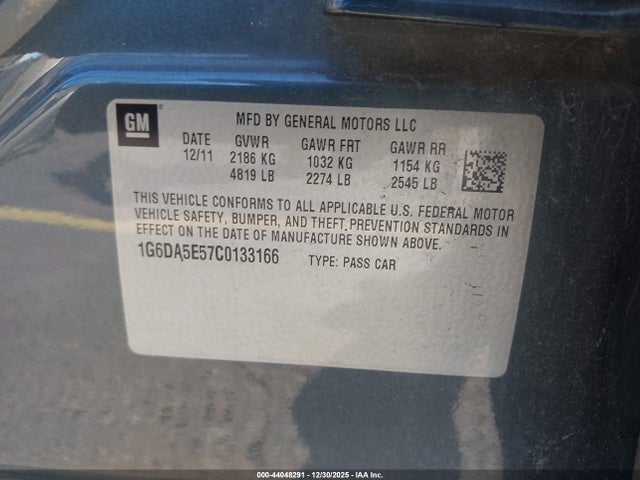 GM
MFD BY GENERAL MOTORS LLC
DATE GVWR GAWR FRT GAWR RR
12/11 2186 KG 1032 KG 1154 KG
4819 LB 2274 LB 2545 LB
THIS VEHICLE CONFORMS TO ALL APPLICABLE U.S. FEDERAL MOTOR
VEHICLE SAFETY, BUMPER, AND THEFT PREVENTION STANDARDS IN
EFFECT ON THE DATE OF MANUFACTURE SHOWN ABOVE.
1G6DA5E57C0133166 TYPE: PASS CAR
000-44048291 - 12/30/2025 - IAA Inc.